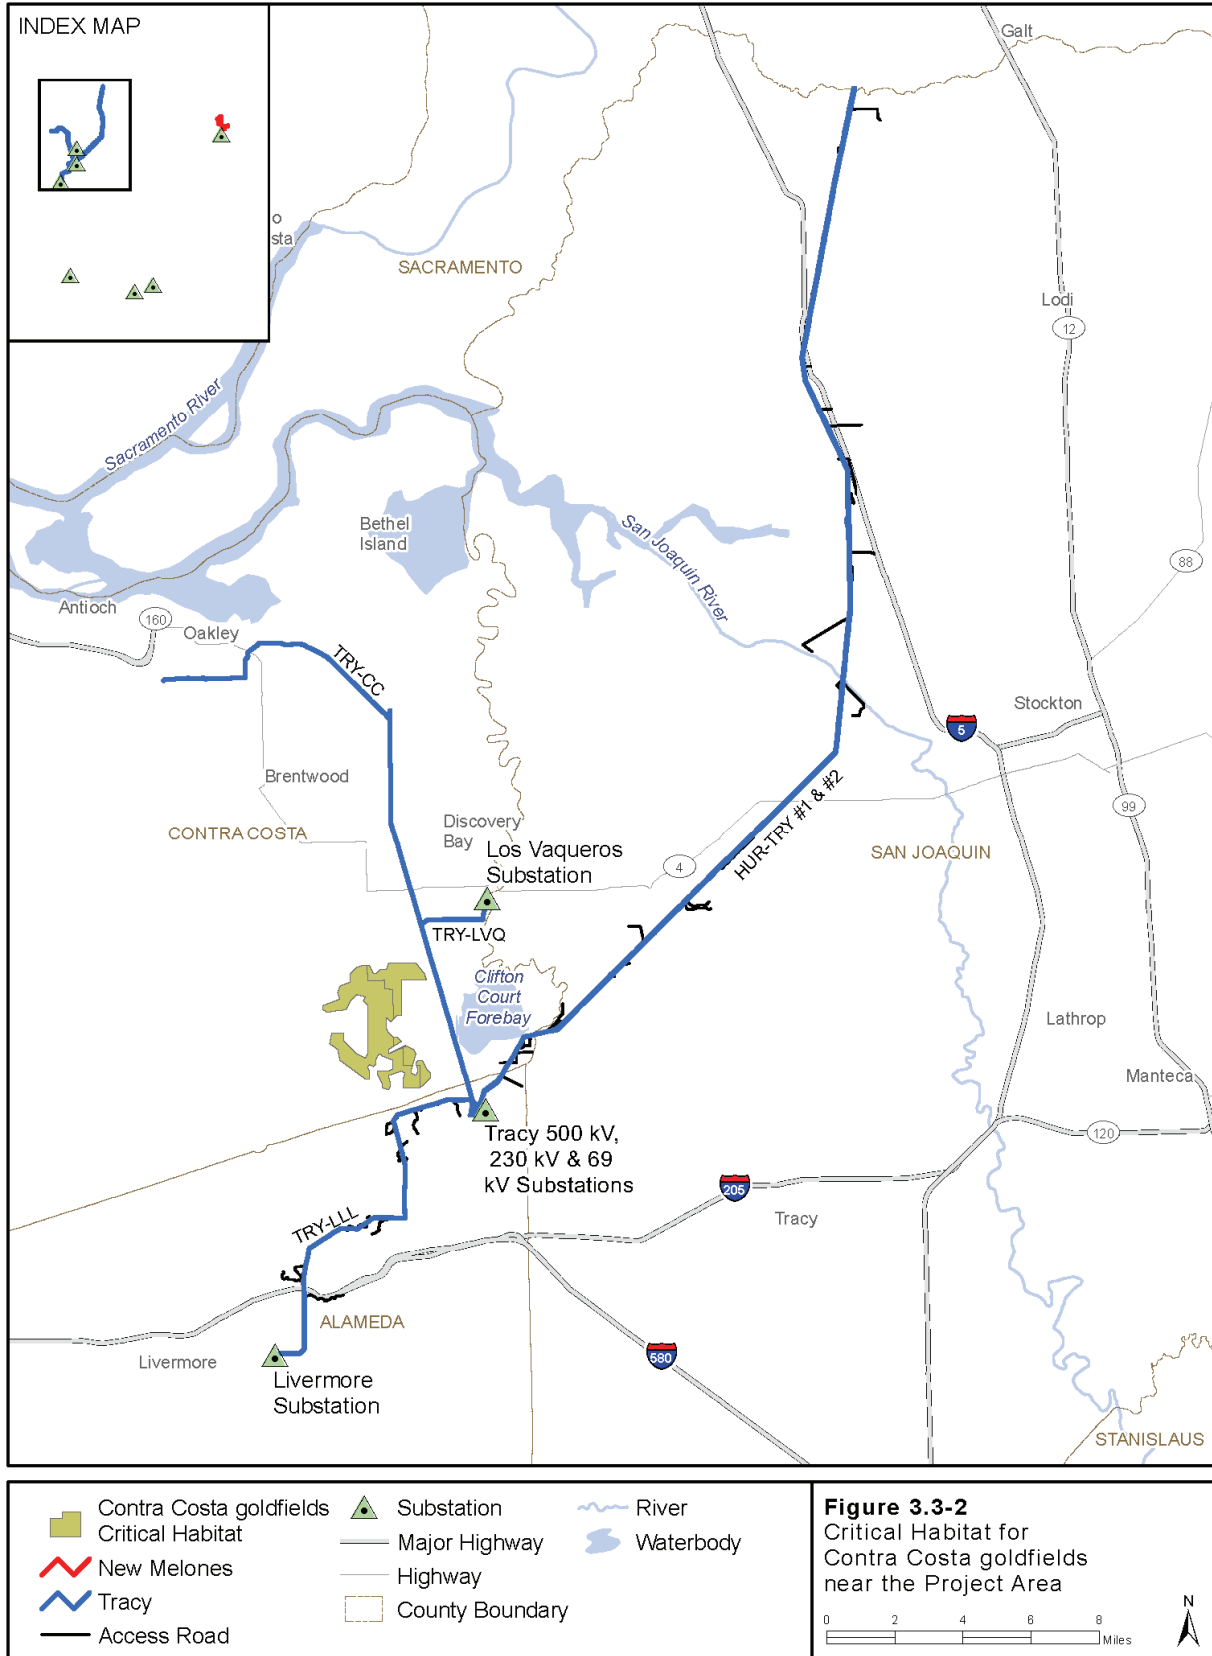 INDEX MAP
Galt
o
sta
SACRAMENTO
Lodi
12
Sacramento River
Bethel
Island
San Joaquin River
88
Antioch
160
Oakley
TRY-CC
Stockton
5
Brentwood
99
CONTRA COSTA
Discovery
Bay
HUR-TRY #1 & #2
Los Vaqueros
Substation
4
SAN JOAQUIN
TRY-LVQ
Clifton
Court
Forebay
Lathrop
Manteca
120
Tracy 500 kV,
230 kV & 69
kV Substations
205
Tracy
TRY-LLL
ALAMEDA
Livermore
580
Livermore
Substation
STANISLAUS
Contra Costa goldfields
Critical Habitat
New Melones
Tracy
Access Road
Substation
Major Highway
Highway
County Boundary
River
Waterbody
Figure 3.3-2
Critical Habitat for
Contra Costa goldfields
near the Project Area
0 2 4 6 8
Miles
N